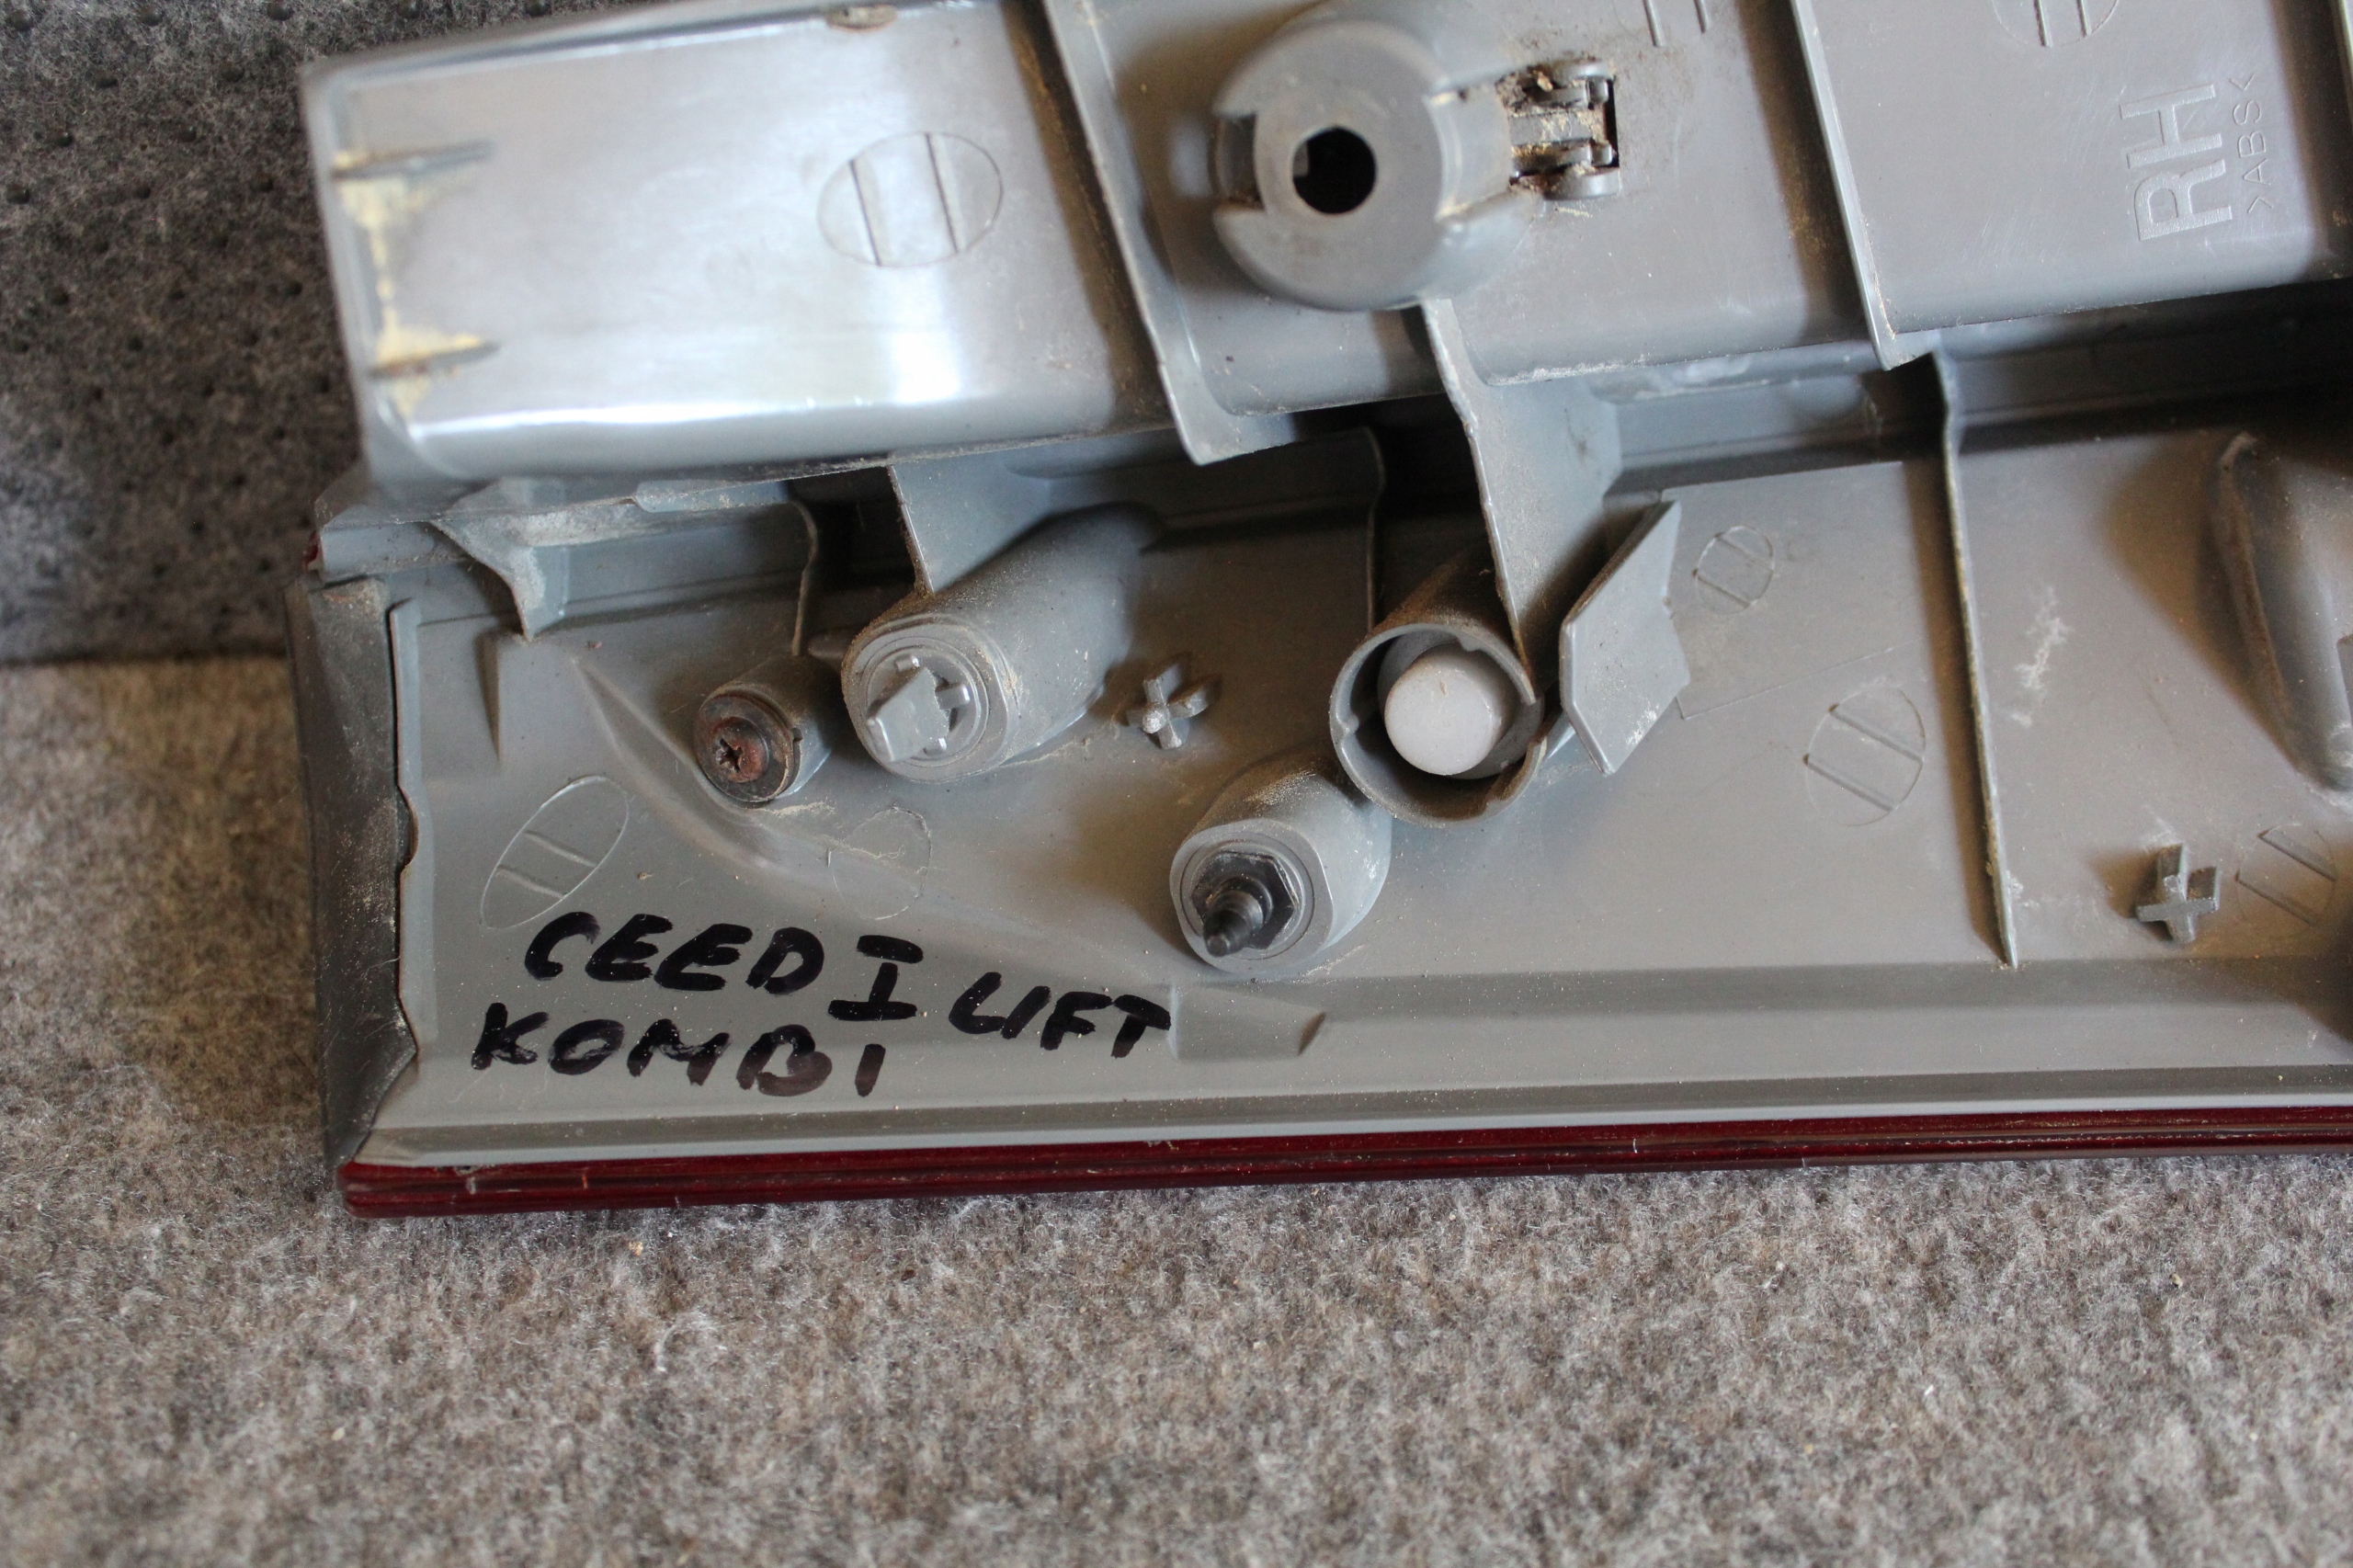 RH
>ABS<
CEED I LIFT
KOMBI